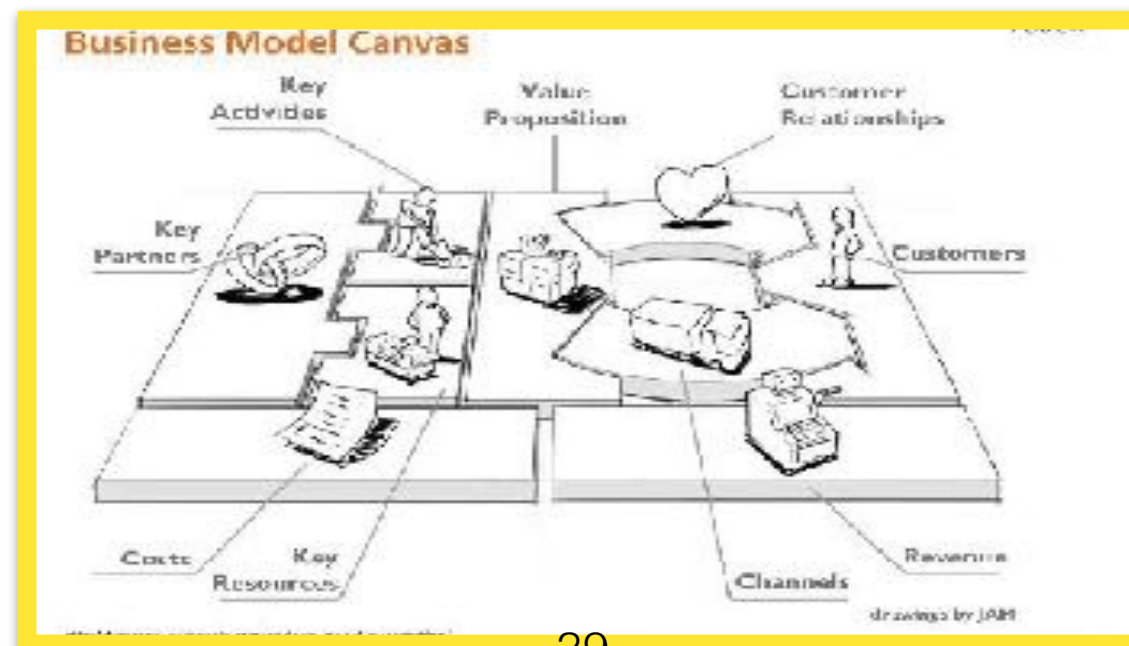 Business Model Canvas
Key
Activities
Value
Proposition
Customer
Relationships
Key
Partners
Customers
Costs
Key
Resources
Channels
Revenue
drawings by JAM
39